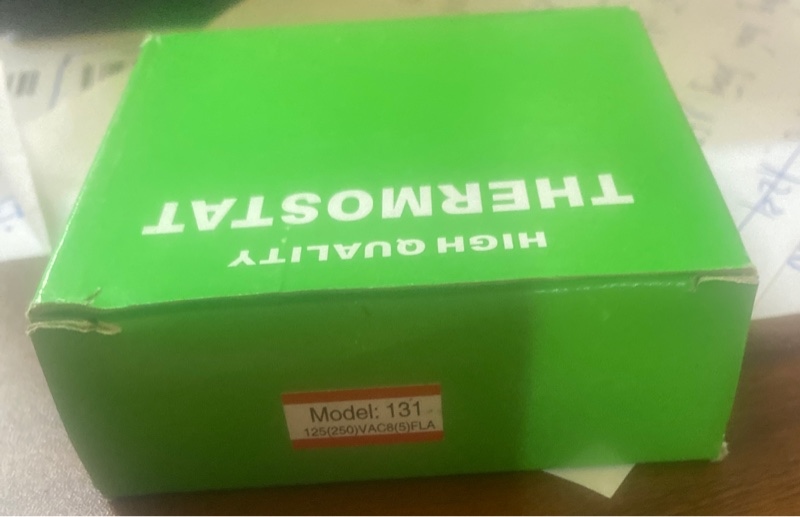 HIGH QUALITY
THERMOSTAT
Model: 131
125(250)VAC8(5)FLA